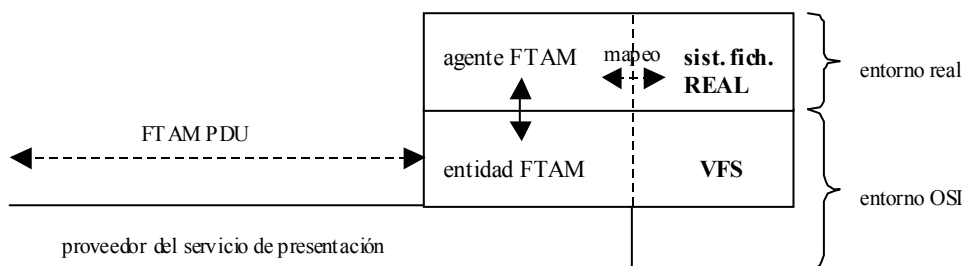 agente FTAM
mapeo
sist. fich.
REAL
entorno real
FTAM PDU
entidad FTAM
VFS
entorno OSI
proveedor del servicio de presentación